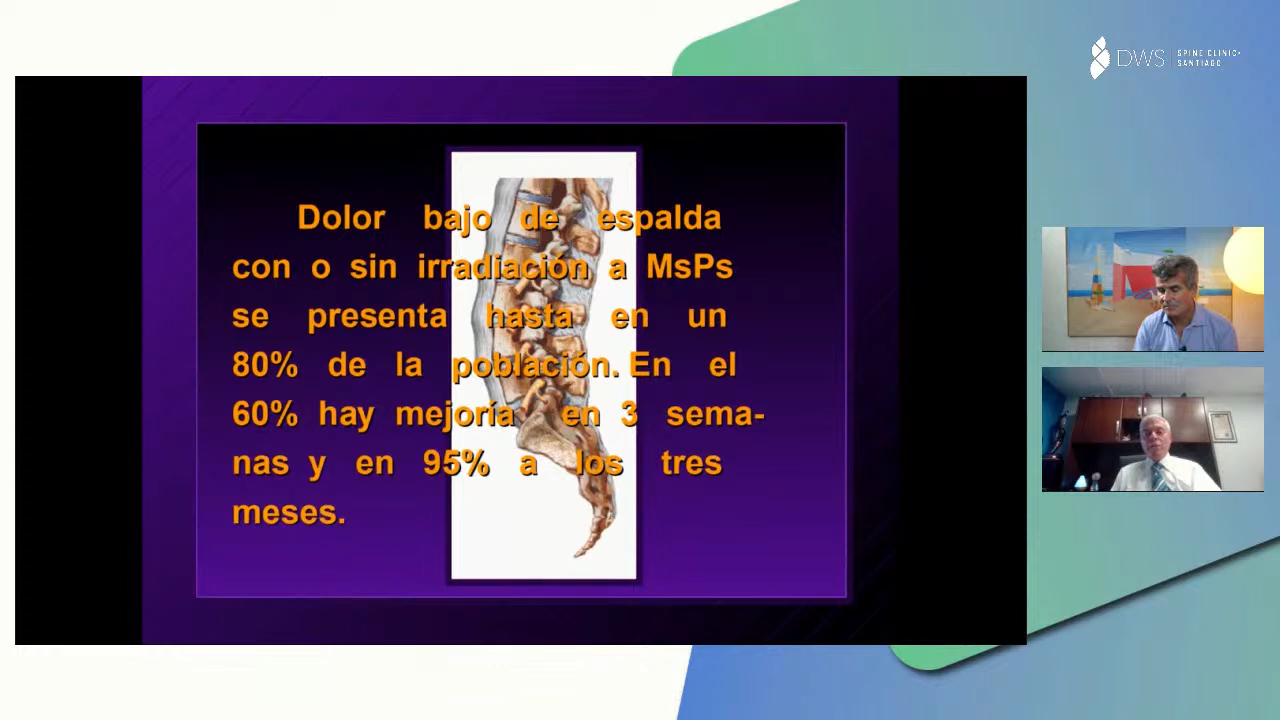 DWS
SPINE CLINIC
SANTIAGO
Dolor bajo de espalda
con o sin irradiación a MsPs
se presenta hasta en un
80% de la población. En el
60% hay mejoría en 3 sema-
nas y en 95% a los tres
meses.